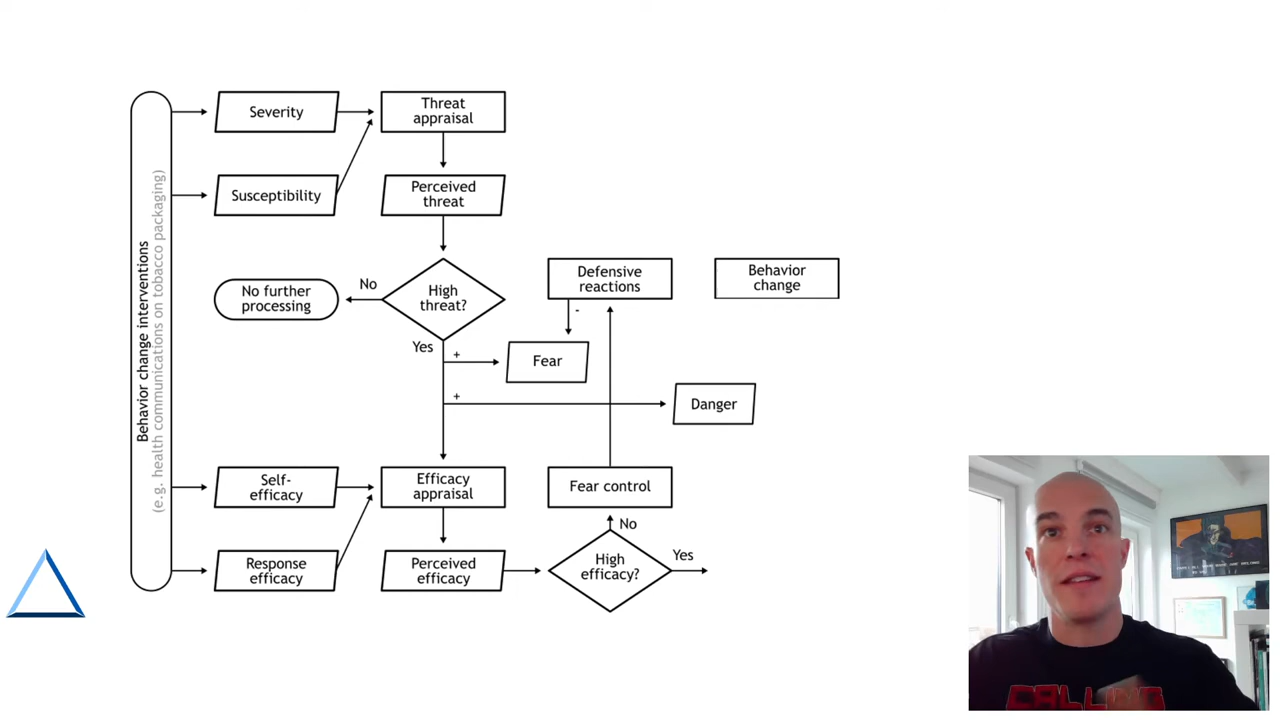 Behavior change interventions
(e.g. health communications on tobacco packaging)
Severity
Threat
appraisal
Susceptibility
Perceived
threat
No further
processing
No
High
threat?
Yes
Defensive
reactions
-
Behavior
change
+
Fear
+
Danger
Self-
efficacy
Efficacy
appraisal
Fear control
No
Response
efficacy
Perceived
efficacy
High
efficacy?
Yes
CALLING